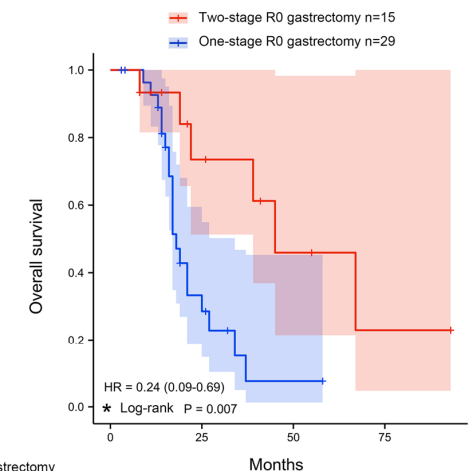 Two-stage R0 gastrectomy n=15
One-stage R0 gastrectomy n=29
1.0
0.8
0.6
0.4
0.2
0.0
Overall survival
HR = 0.24 (0.09-0.69)
* Log-rank P = 0.007
0 25 50 75
Months
strectomy